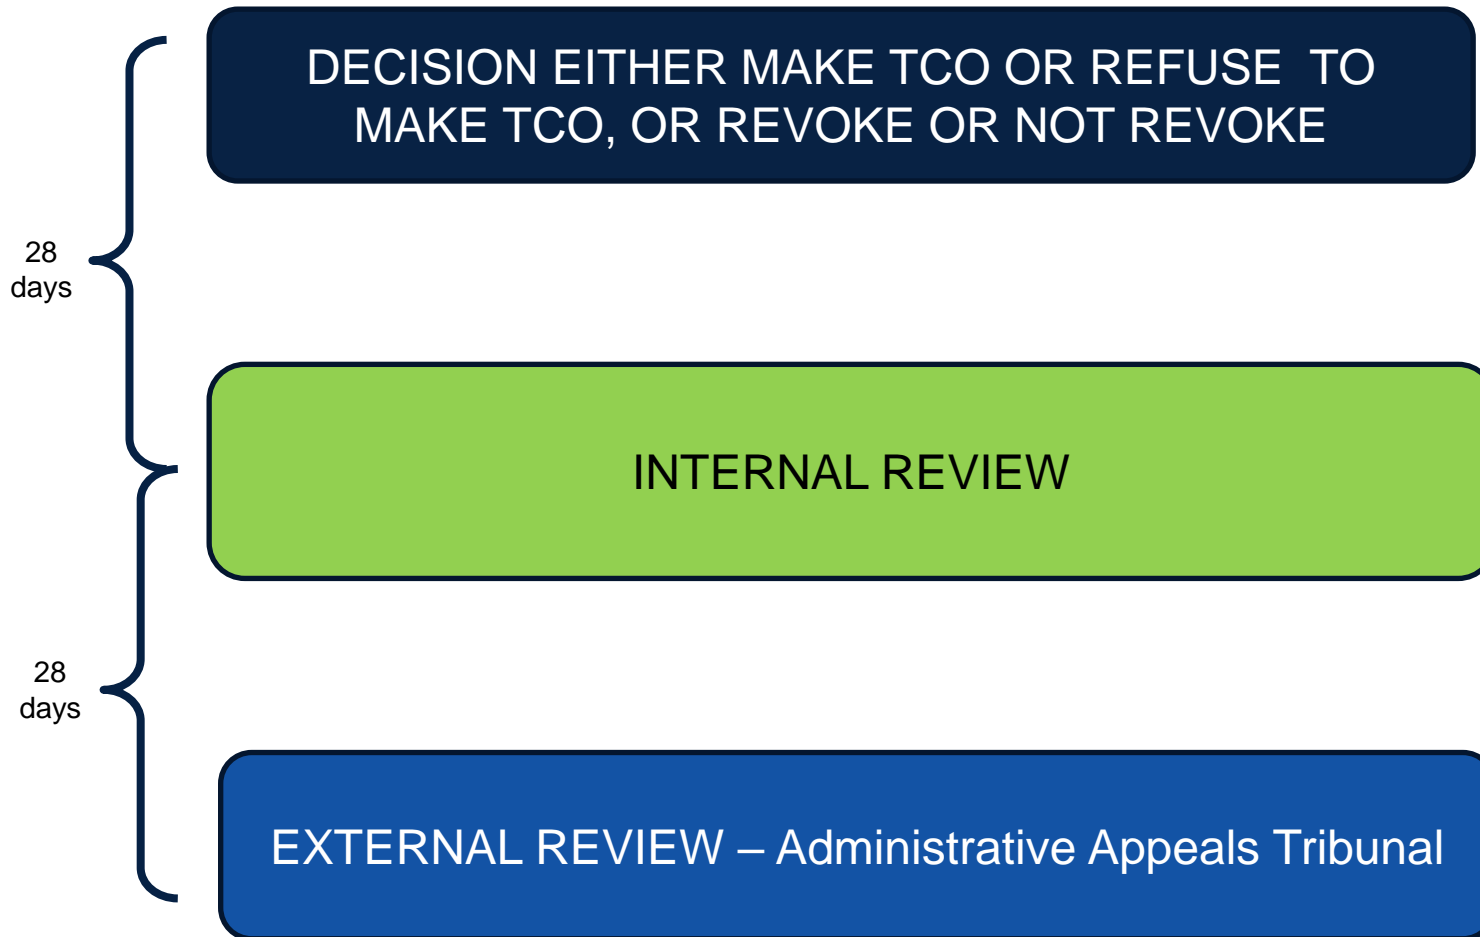 DECISION EITHER MAKE TCO OR REFUSE TO
MAKE TCO, OR REVOKE OR NOT REVOKE
28
days
INTERNAL REVIEW
28
days
EXTERNAL REVIEW – Administrative Appeals Tribunal